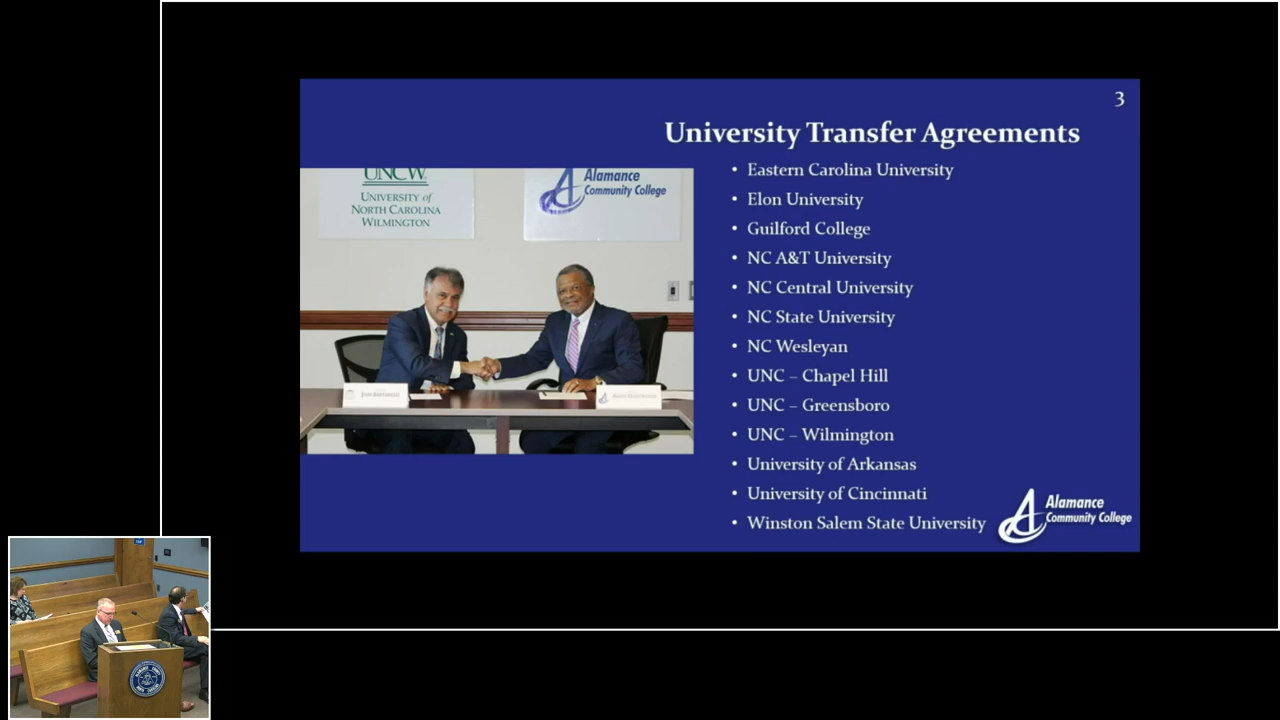 3
University Transfer Agreements
• Eastern Carolina University
• Elon University
• Guilford College
• NC A&T University
• NC Central University
• NC State University
• NC Wesleyan
• UNC – Chapel Hill
• UNC – Greensboro
• UNC – Wilmington
• University of Arkansas
• University of Cincinnati
• Winston Salem State University
UNCW
UNIVERSITY of
NORTH CAROLINA
WILMINGTON
Alamance
Community College
Alamance
Community College